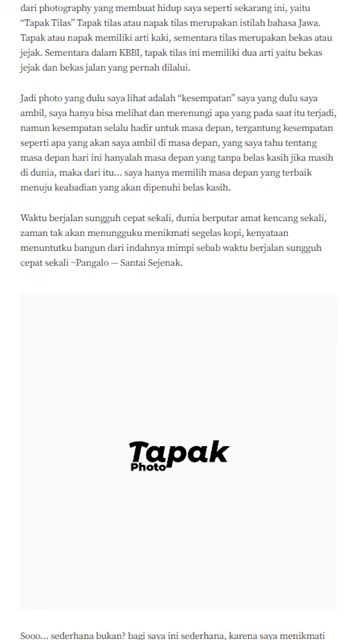 dari photography yang membuat hidup saya seperti sekarang ini, yaitu
“Tapak Tilas” Tapak tilas atau napak tilas merupakan istilah bahasa Jawa.
Tapak atau napak memiliki arti kaki, sementara tilas merupakan bekas atau
jejak. Sementara dalam KBBI, tapak tilas ini memiliki dua arti yaitu bekas
jejak dan bekas jalan yang pernah dilalui.
Jadi photo yang dulu saya lihat adalah “kesempatan” saya yang dulu saya
ambil, saya hanya bisa melihat dan merenungi apa yang pada saat itu terjadi,
namun kesempatan selalu hadir untuk masa depan, tergantung kesempatan
seperti apa yang akan saya ambil di masa depan, yang saya tahu tentang
masa depan hari ini hanyalah masa depan yang tanpa belas kasih jika masih
di dunia, maka dari itu… saya hanya memilih masa depan yang terbaik
menuju keabadian yang akan dipenuhi belas kasih.
Waktu berjalan sungguh cepat sekali, dunia berputar amat kencang sekali,
zaman tak akan menungguku menikmati segelas kopi, kenyataan
menuntutku bangun dari indahnya mimpi sebab waktu berjalan sungguh
cepat sekali ~Pangalo — Santai Sejenak.
Tapak
Photo
Sooo… sederhana bukan? bagi saya ini sederhana, karena saya menikmati